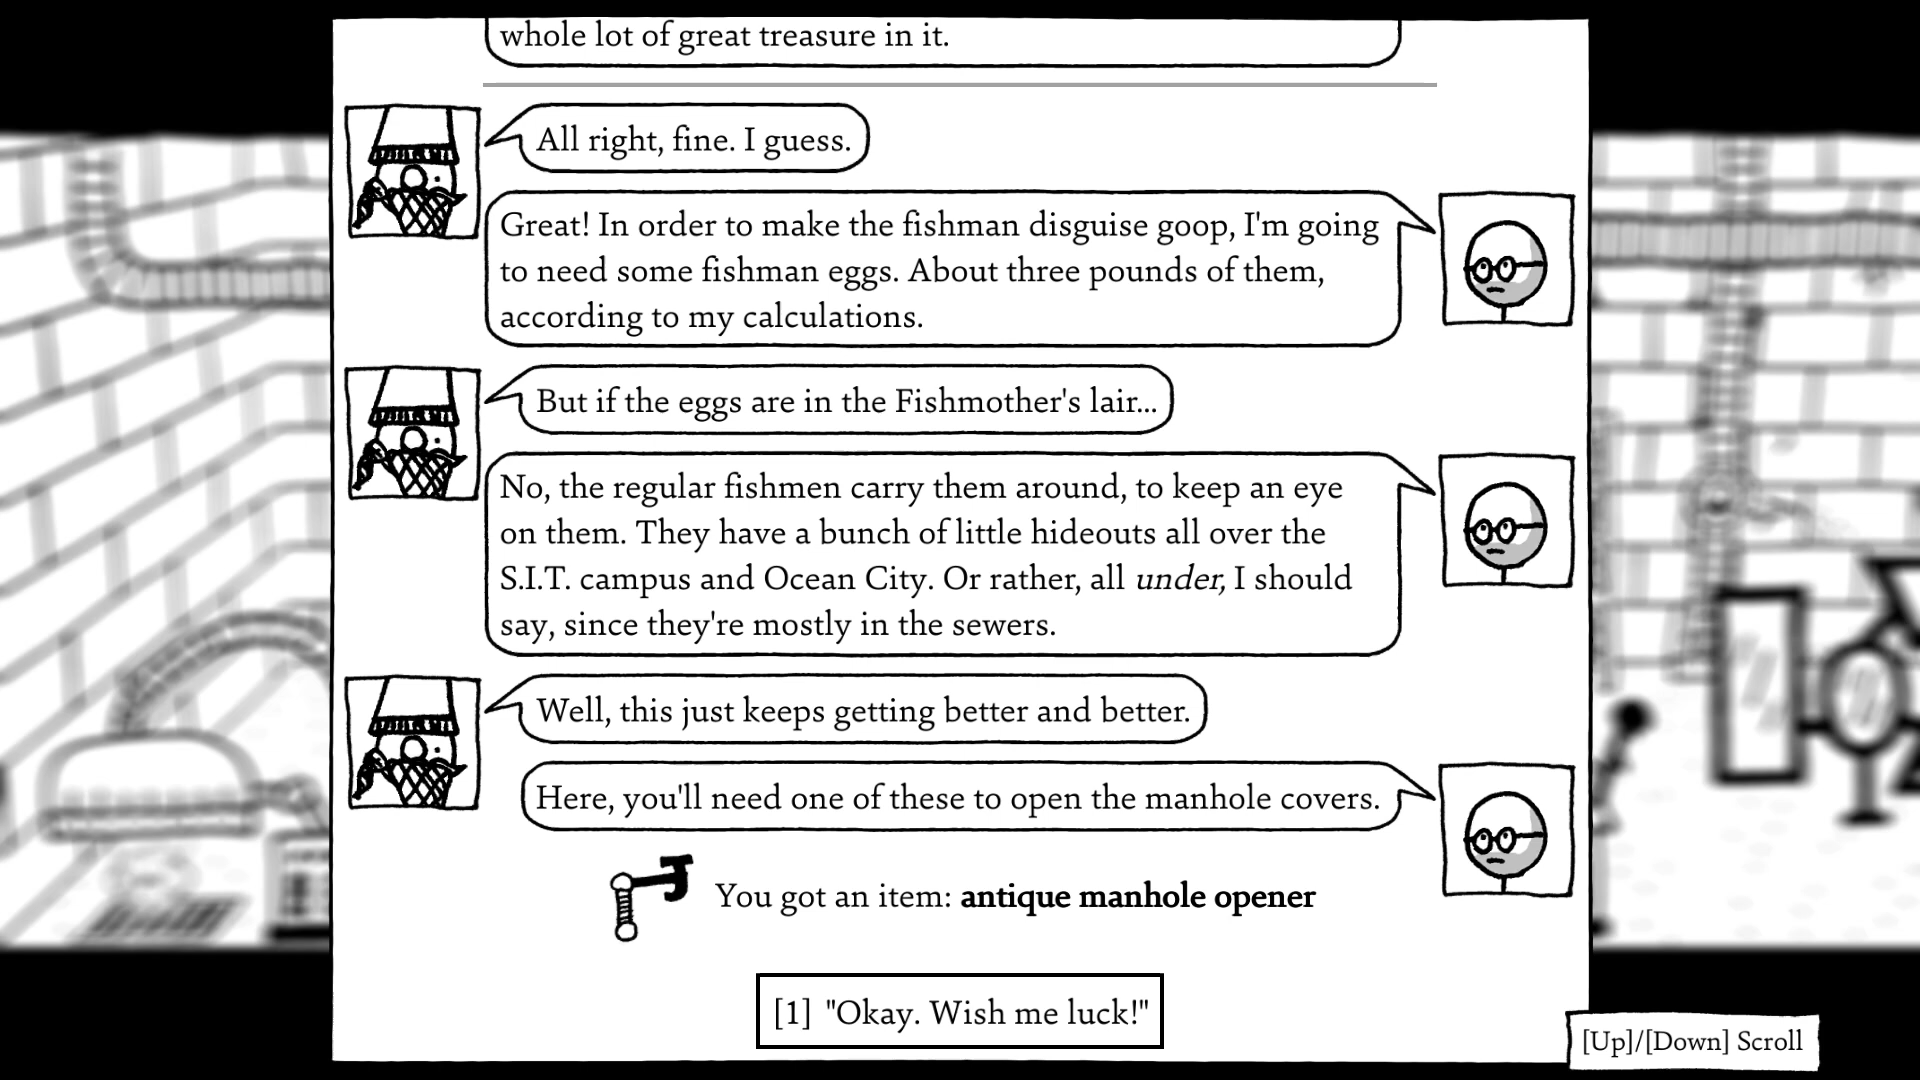 whole lot of great treasure in it.
All right, fine. I guess.
Great! In order to make the fishman disguise goop, I'm going
to need some fishman eggs. About three pounds of them,
according to my calculations.
But if the eggs are in the Fishmother's lair...
No, the regular fishmen carry them around, to keep an eye
on them. They have a bunch of little hideouts all over the
S.I.T. campus and Ocean City. Or rather, all under, I should
say, since they're mostly in the sewers.
Well, this just keeps getting better and better.
Here, you'll need one of these to open the manhole covers.
You got an item: antique manhole opener
[1] "Okay. Wish me luck!"
[Up]/[Down] Scroll